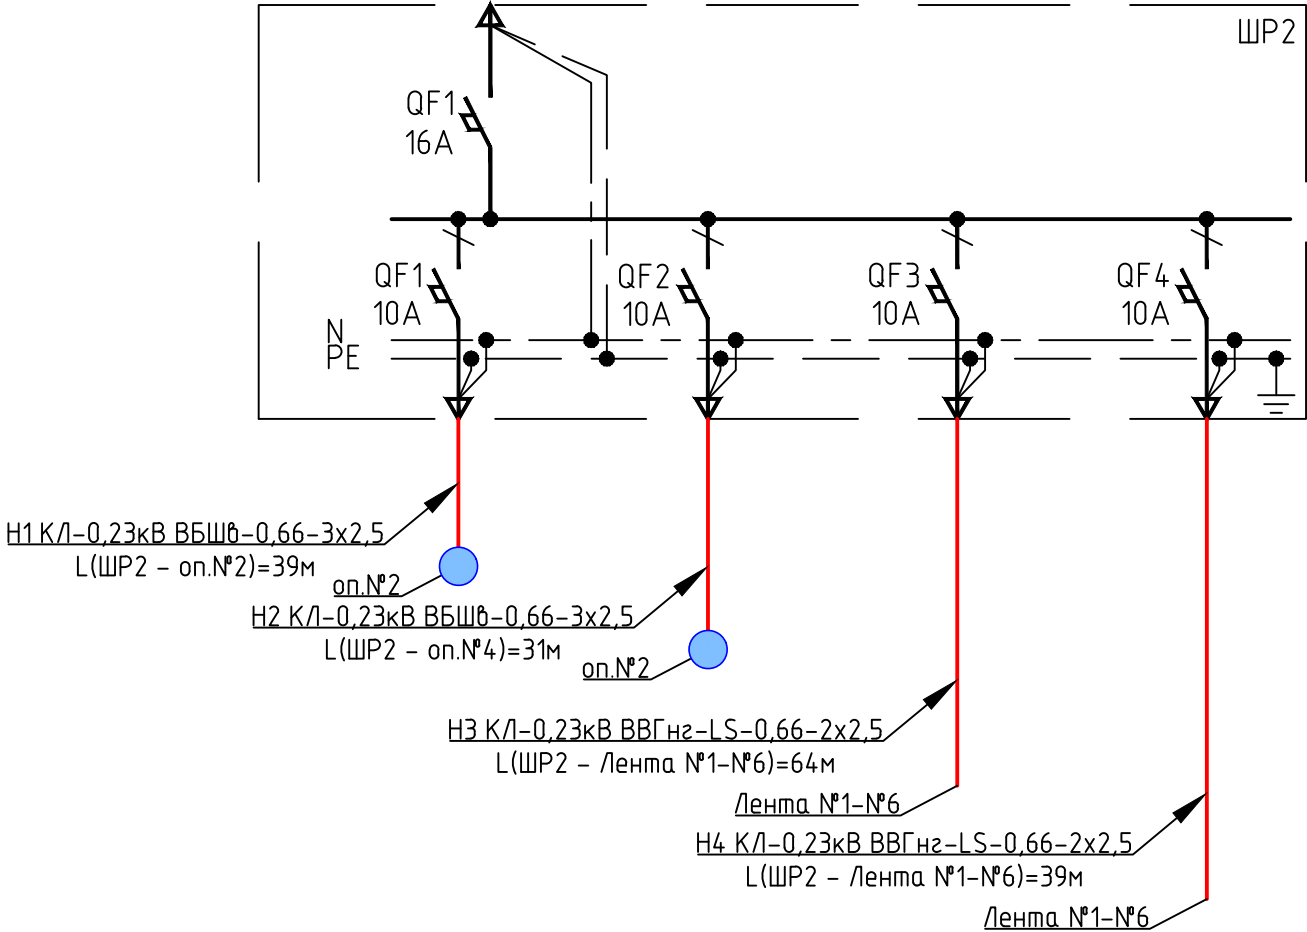 ШР2
QF1
16А
QF1
10А
QF2
10А
QF3
10А
QF4
10А
N
PE
Н1 КЛ-0,23кВ ВБШв-0,66-3х2,5
L(ШР2 - оп.№2)=39м
оп.№2
Н2 КЛ-0,23кВ ВБШв-0,66-3х2,5
L(ШР2 - оп.№4)=31м
оп.№2
Н3 КЛ-0,23кВ ВВГнг-LS-0,66-2х2,5
L(ШР2 - Лента №1-№6)=64м
Лента №1-№6
Н4 КЛ-0,23кВ ВВГнг-LS-0,66-2х2,5
L(ШР2 - Лента №1-№6)=39м
Лента №1-№6